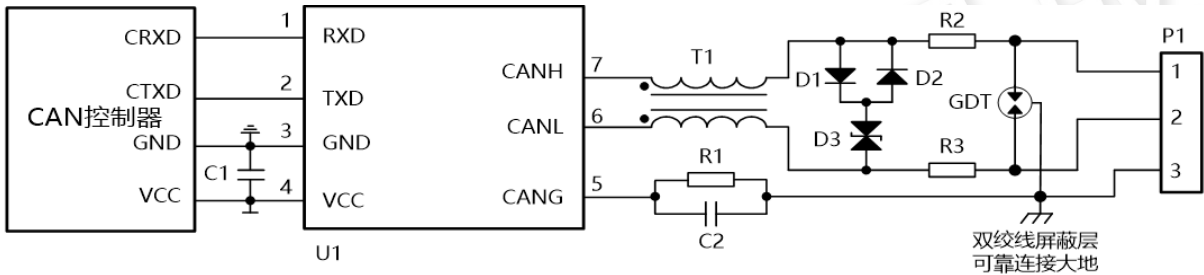 CAN控制器
CRXD
CTXD
GND
VCC
C1
1
2
3
4
RXD
TXD
GND
VCC
CANH
CANL
CANG
U1
7
6
5
T1
R1
C2
D1
D2
D3
R2
R3
GDT
P1
1
2
3
双绞线屏蔽层
可靠连接大地